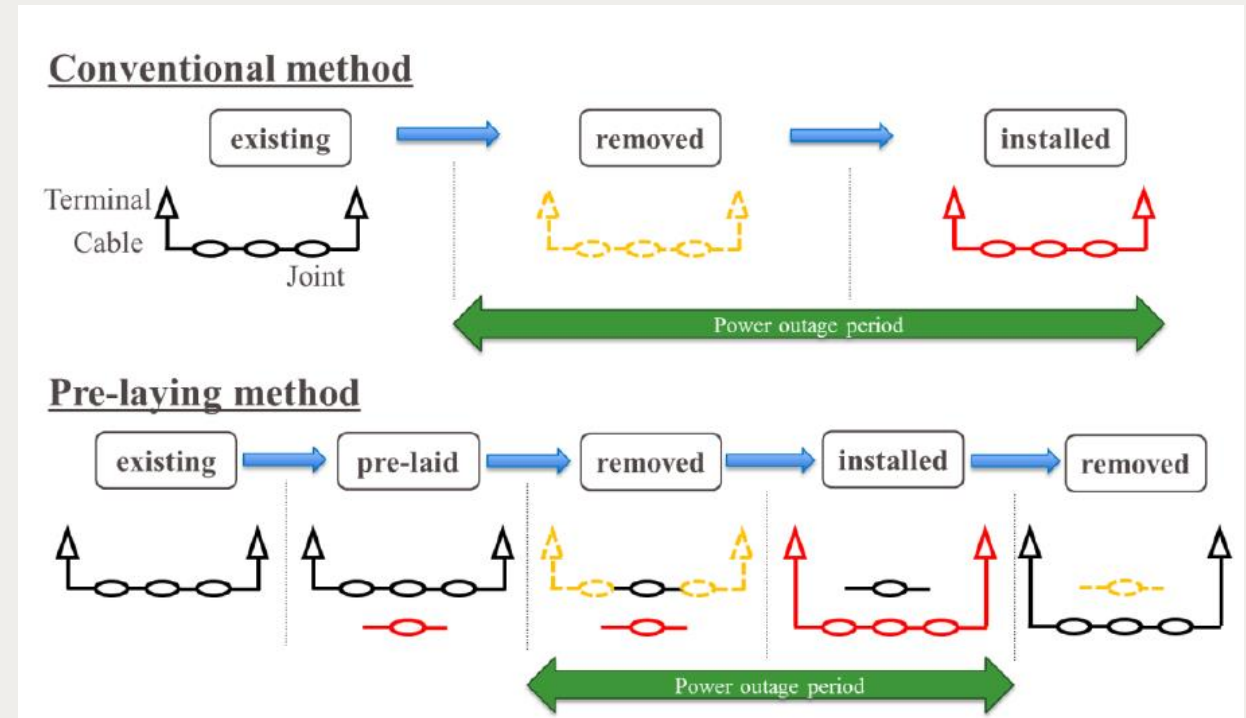 Conventional method
existing
removed
installed
Terminal
Cable
Joint
Power outage period
Pre-laying method
existing
pre-laid
removed
installed
removed
Power outage period